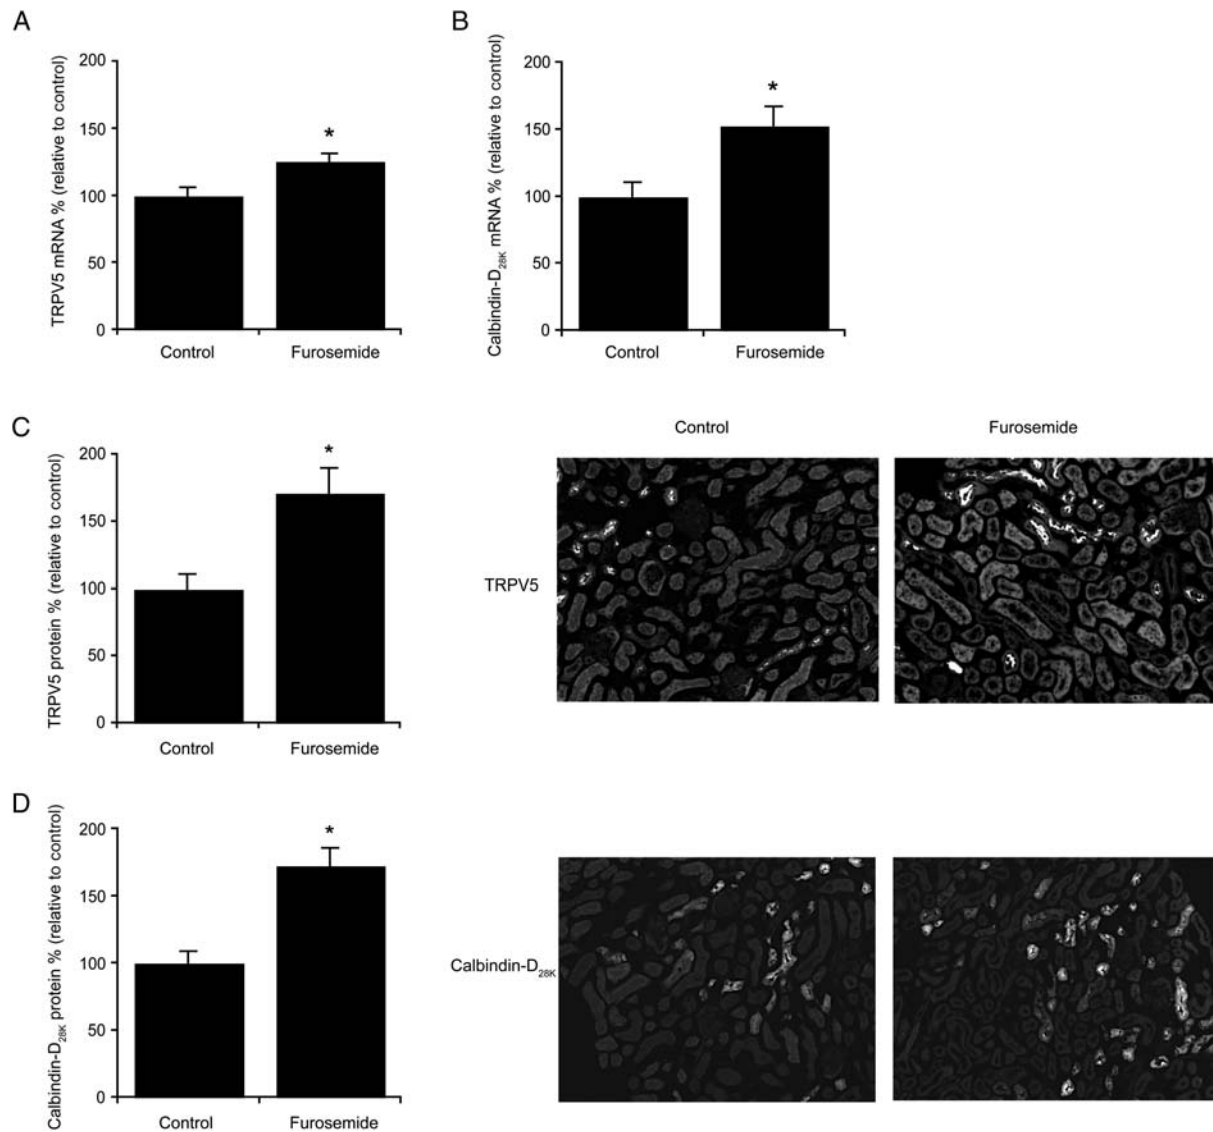 A
B
TRPV5 mRNA % (relative to control)
200
150
100
50
0
*
Control
Furosemide
Calbindin-D28K mRNA % (relative to control)
200
150
100
50
0
*
Control
Furosemide
C
TRPV5 protein % (relative to control)
200
150
100
50
0
*
Control
Furosemide
Control
Furosemide
TRPV5
D
Calbindin-D28K protein % (relative to control)
200
150
100
50
0
*
Control
Furosemide
Calbindin-D28K